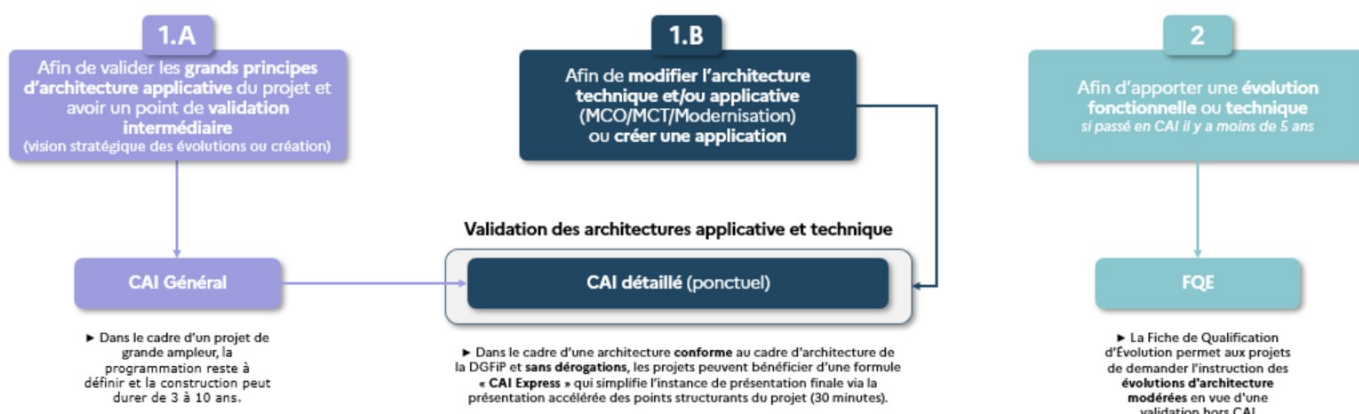 1.A
Afin de valider les grands principes
d'architecture applicative du projet et
avoir un point de validation
intermédiaire
(vision stratégique des évolutions ou création)
CAI Général
► Dans le cadre d'un projet de
grande ampleur, la
programmation reste à
définir et la construction peut
durer de 3 à 10 ans.
1.B
Afin de modifier l'architecture
technique et/ou applicative
(MCO/MCT/Modernisation)
ou créer une application
Validation des architectures applicative et technique
CAI détaillé (ponctuel)
► Dans le cadre d'une architecture conforme au cadre d'architecture de
la DGFiP et sans dérogations, les projets peuvent bénéficier d'une formule
« CAI Express » qui simplifie l'instance de présentation finale via la
présentation accélérée des points structurants du projet (30 minutes).
2
Afin d'apporter une évolution
fonctionnelle ou technique
si passé en CAI il y a moins de 5 ans
FQE
► La Fiche de Qualification
d'Évolution permet aux projets
de demander l'instruction des
évolutions d'architecture
modérées en vue d'une
validation hors CAI